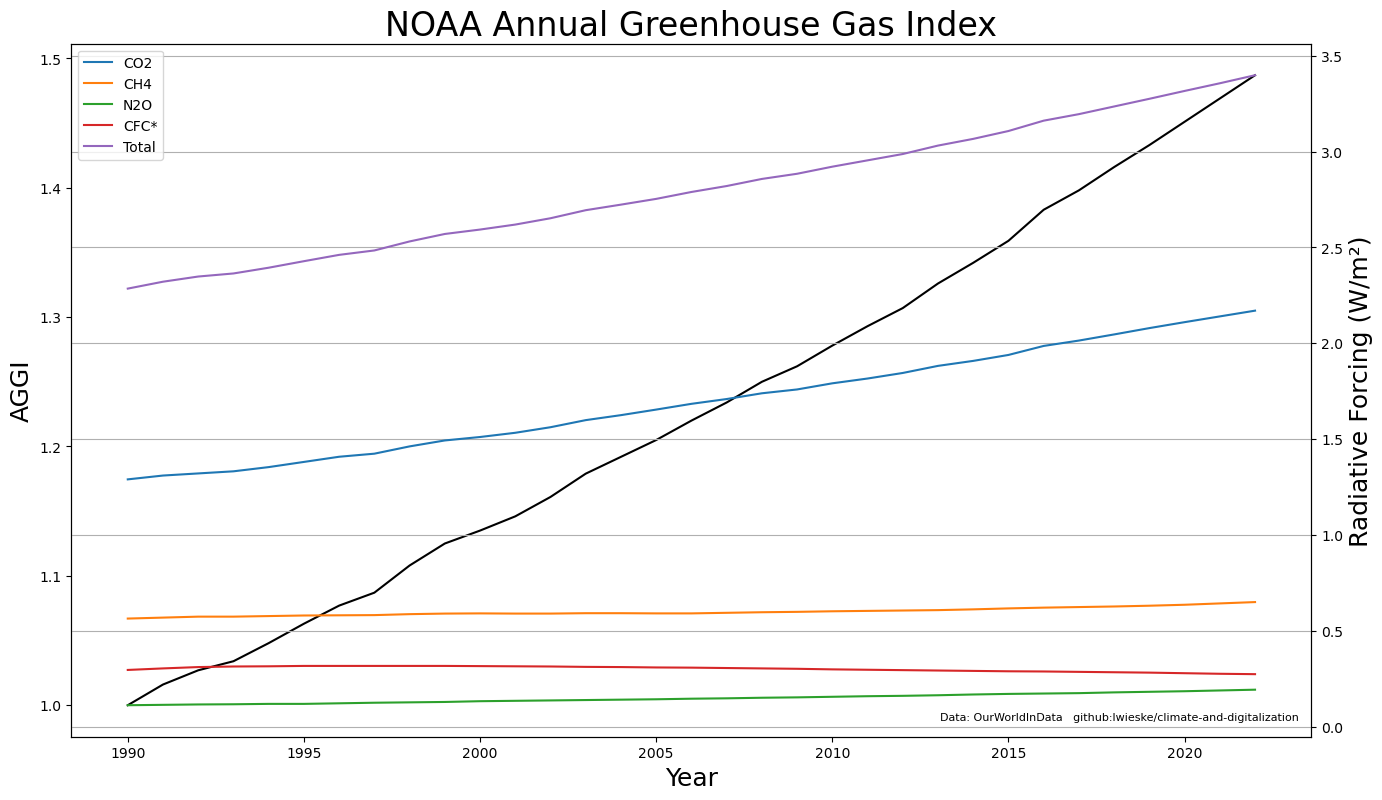 NOAA Annual Greenhouse Gas Index
CO2
CH4
N2O
CFC*
Total
1.5
1.4
1.3
1.2
1.1
1.0
AGGI
3.5
3.0
2.5
2.0
1.5
1.0
0.5
0.0
Radiative Forcing (W/m²)
Data: OurWorldInData github:lwieske/climate-and-digitalization
1990 1995 2000 2005 2010 2015 2020
Year